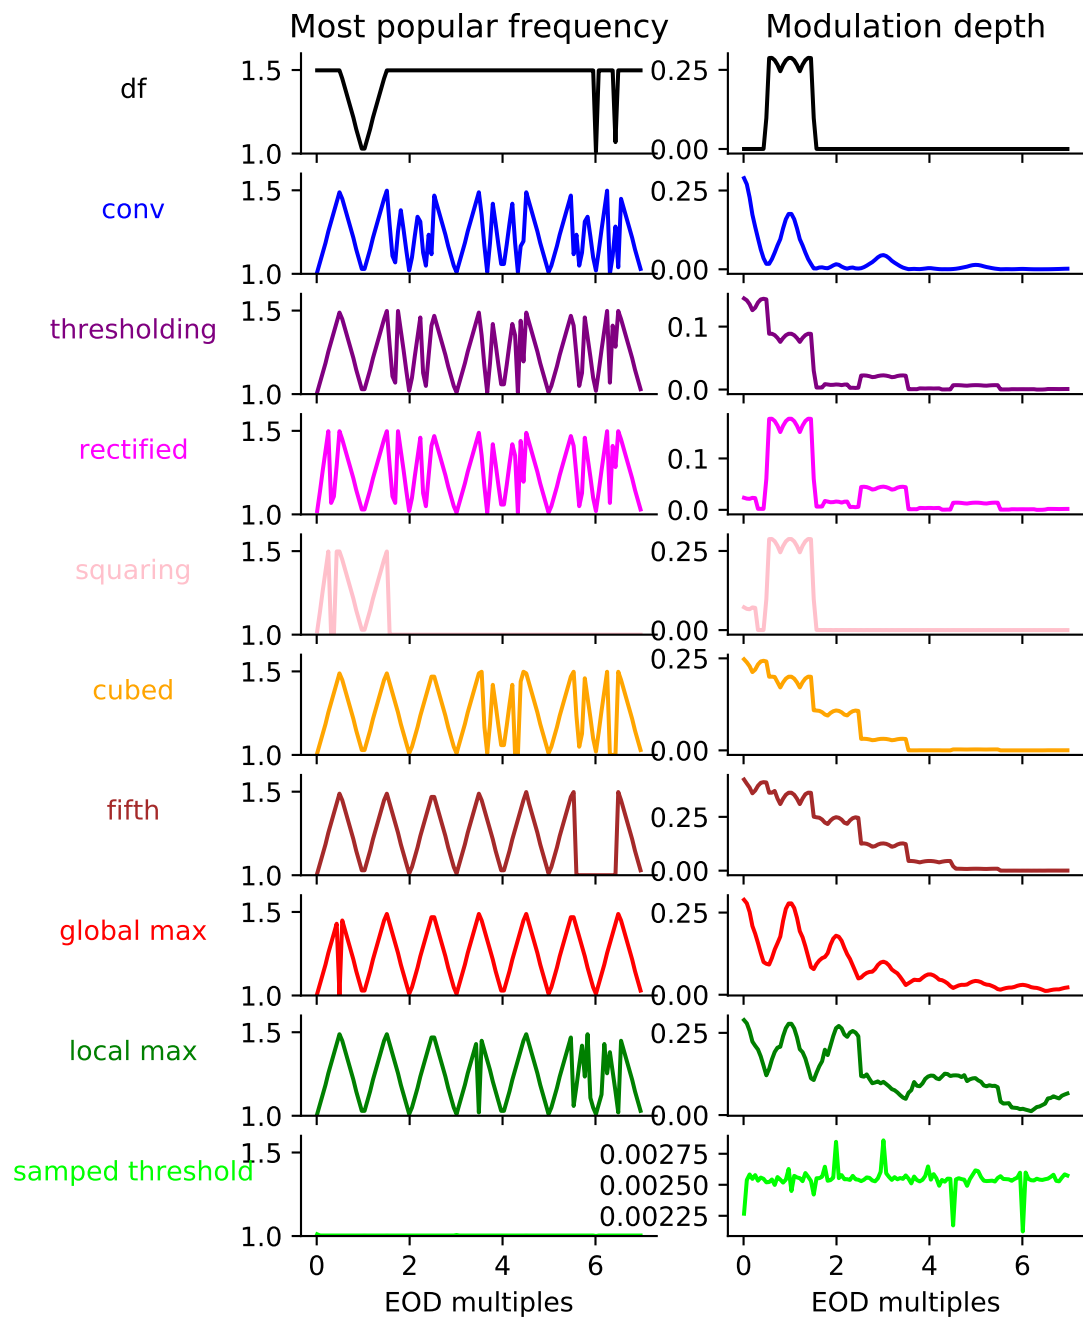 Most popular frequency Modulation depth
df 1.5 1.0 0.25 0.00
conv 1.5 1.0 0.25 0.00
thresholding 1.5 1.0 0.1 0.0
rectified 1.5 1.0 0.1 0.0
squaring 1.5 1.0 0.25 0.00
cubed 1.5 1.0 0.25 0.00
fifth 1.5 1.0 0.25 0.00
global max 1.5 1.0 0.25 0.00
local max 1.5 1.0 0.25 0.00
samped threshold 1.5 1.0 0.00275 0.00250 0.00225
0 2 4 6 0 2 4 6
EOD multiples EOD multiples